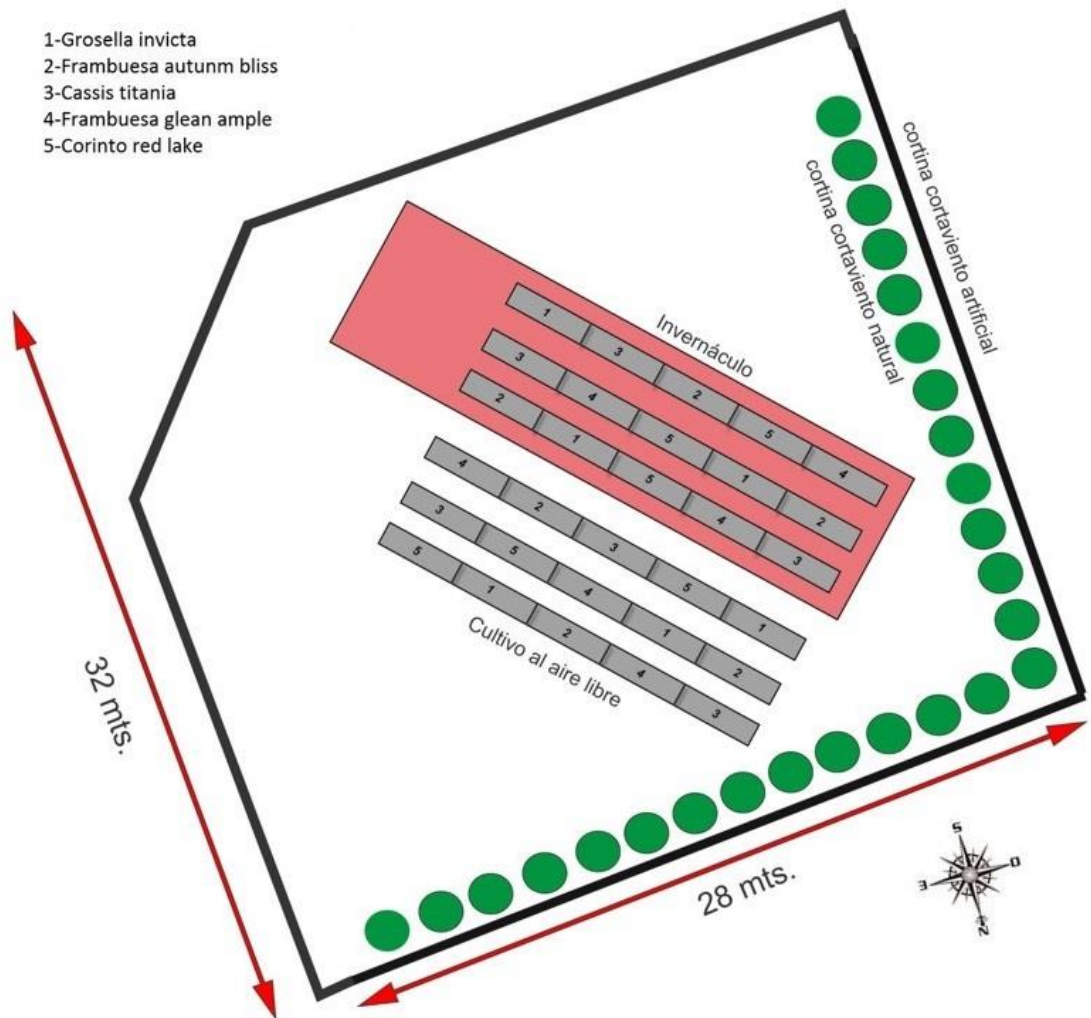 1-Grosella invicta
2-Frambuesa autunm bliss
3-Cassis titania
4-Frambuesa glean ample
5-Corinto red lake
cortina cortaviento artificial
cortina cortaviento natural
Invernáculo
1 3 2 5 4
3 4 5 1 2
2 1 5 4 3
4 2 3 5 1
3 5 4 1 2
5 1 2 4 3
Cultivo al aire libre
32 mts.
28 mts.
S
O
E
N